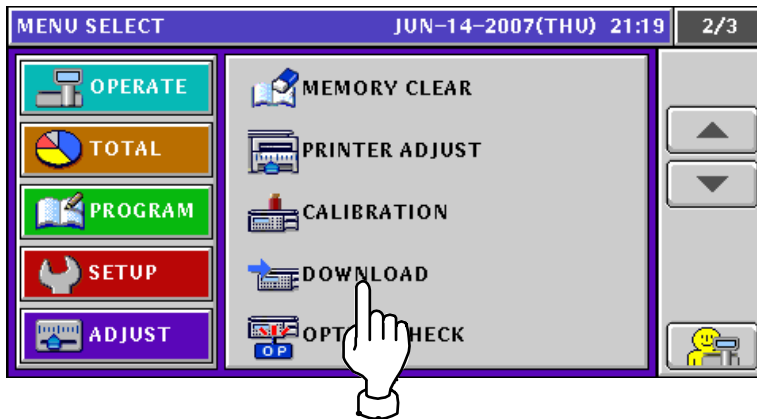 MENU SELECT JUN-14-2007(THU) 21:19 2/3
OPERATE
TOTAL
PROGRAM
SETUP
ADJUST
MEMORY CLEAR
PRINTER ADJUST
CALIBRATION
DOWNLOAD
OP